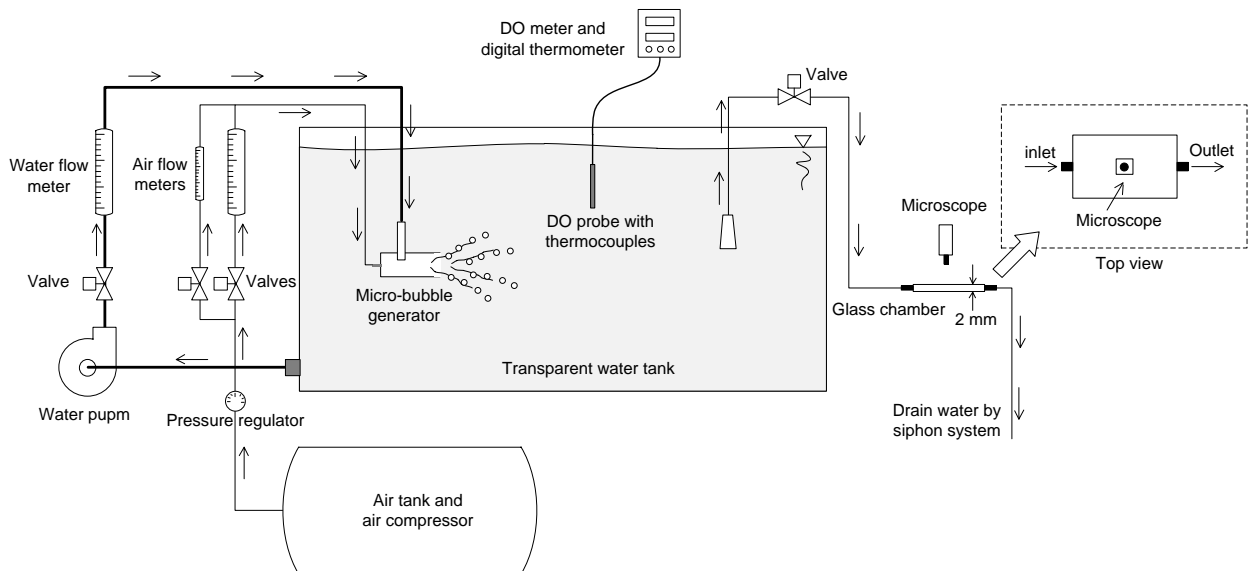 DO meter and
digital thermometer
Valve
Water flow
meter
Air flow
meters
inlet
Outlet
Microscope
Top view
Microscope
DO probe with
thermocouples
Valve
Valves
Micro-bubble
generator
Glass chamber
2 mm
Transparent water tank
Water pupm
Pressure regulator
Drain water by
siphon system
Air tank and
air compressor